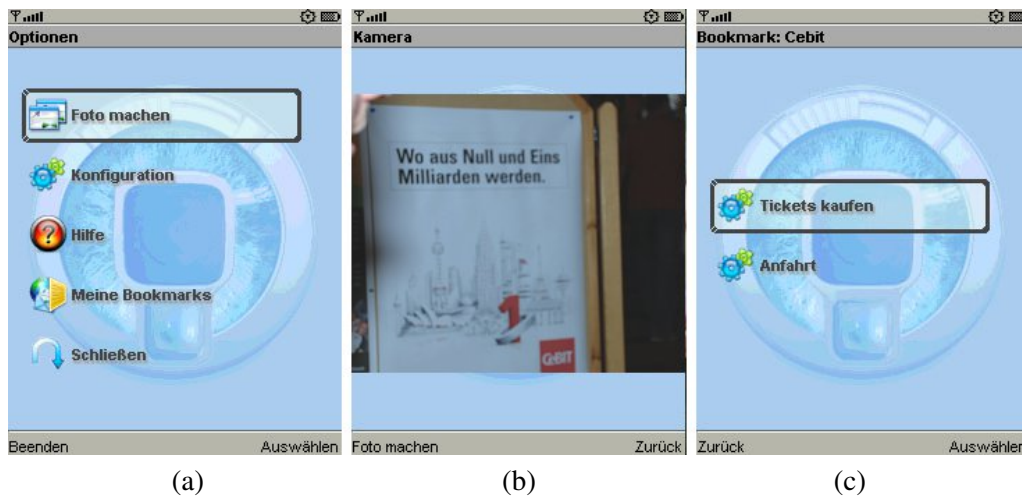 Optionen
Foto machen
Konfiguration
Hilfe
Meine Bookmarks
Schließen
Beenden Auswählen
(a)
Kamera
Wo aus Null und Eins
Milliarden werden.
1
CeBIT
Foto machen Zurück
(b)
Bookmark: Cebit
Tickets kaufen
Anfahrt
Zurück Auswählen
(c)